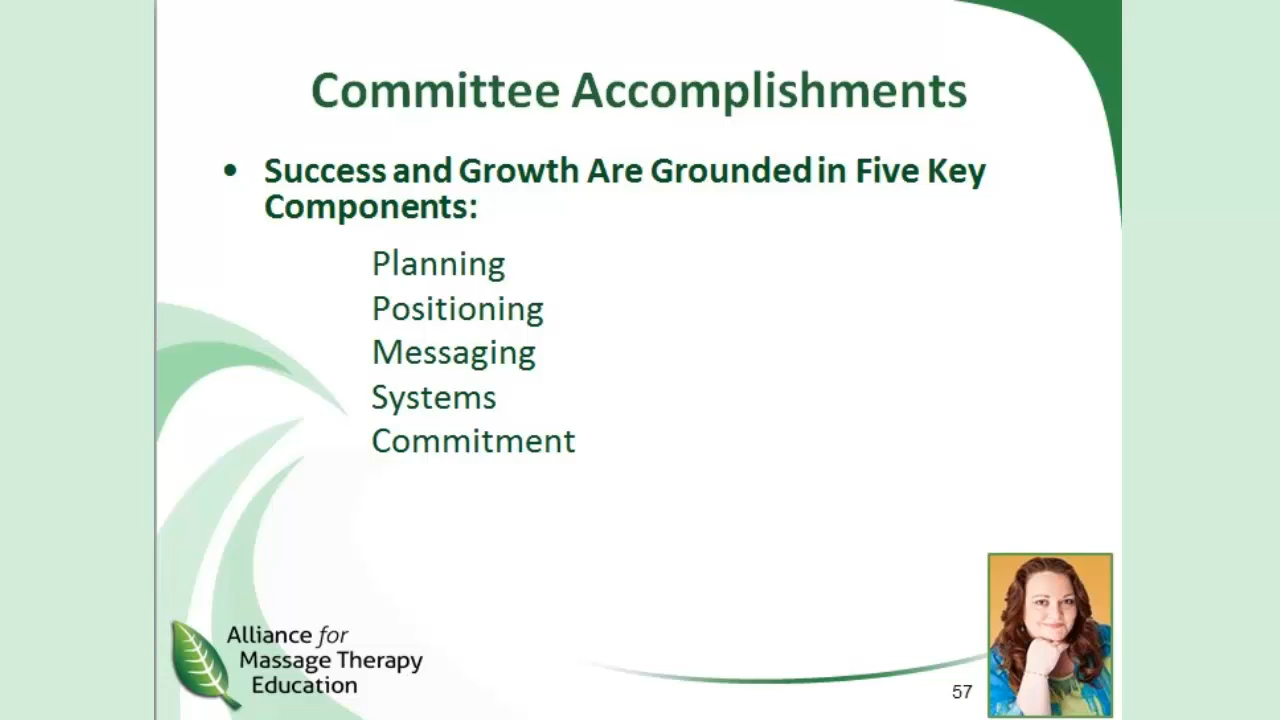 Committee Accomplishments
• Success and Growth Are Grounded in Five Key
Components:
Planning
Positioning
Messaging
Systems
Commitment
Alliance for
Massage Therapy
Education
57